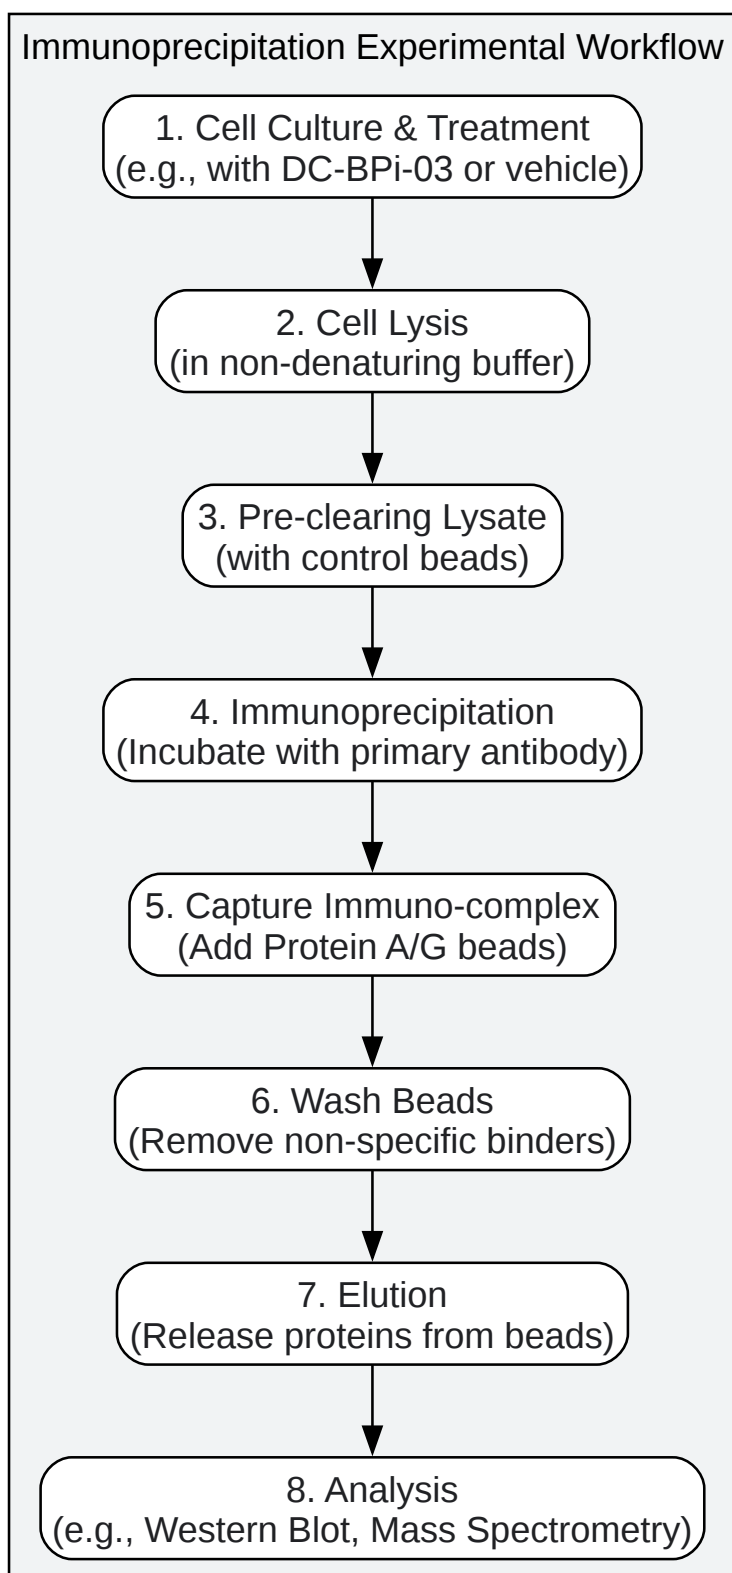 Immunoprecipitation Experimental Workflow
1. Cell Culture & Treatment
(e.g., with DC-BPi-03 or vehicle)
2. Cell Lysis
(in non-denaturing buffer)
3. Pre-clearing Lysate
(with control beads)
4. Immunoprecipitation
(Incubate with primary antibody)
5. Capture Immuno-complex
(Add Protein A/G beads)
6. Wash Beads
(Remove non-specific binders)
7. Elution
(Release proteins from beads)
8. Analysis
(e.g., Western Blot, Mass Spectrometry)